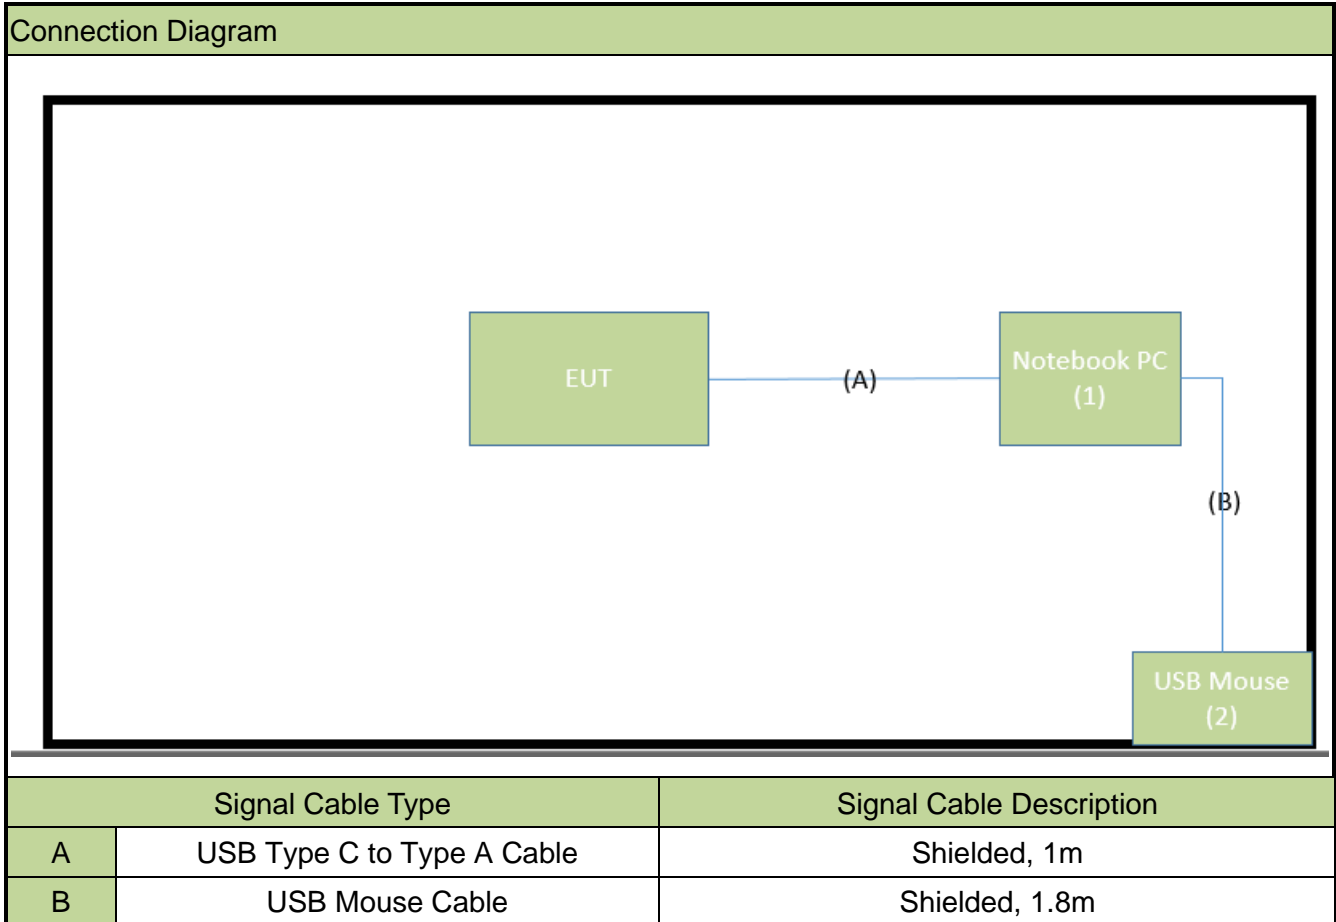 Connection Diagram
EUT
(A)
Notebook PC
(1)
(B)
USB Mouse
(2)
Signal Cable Type
Signal Cable Description
A
USB Type C to Type A Cable
Shielded, 1m
B
USB Mouse Cable
Shielded, 1.8m